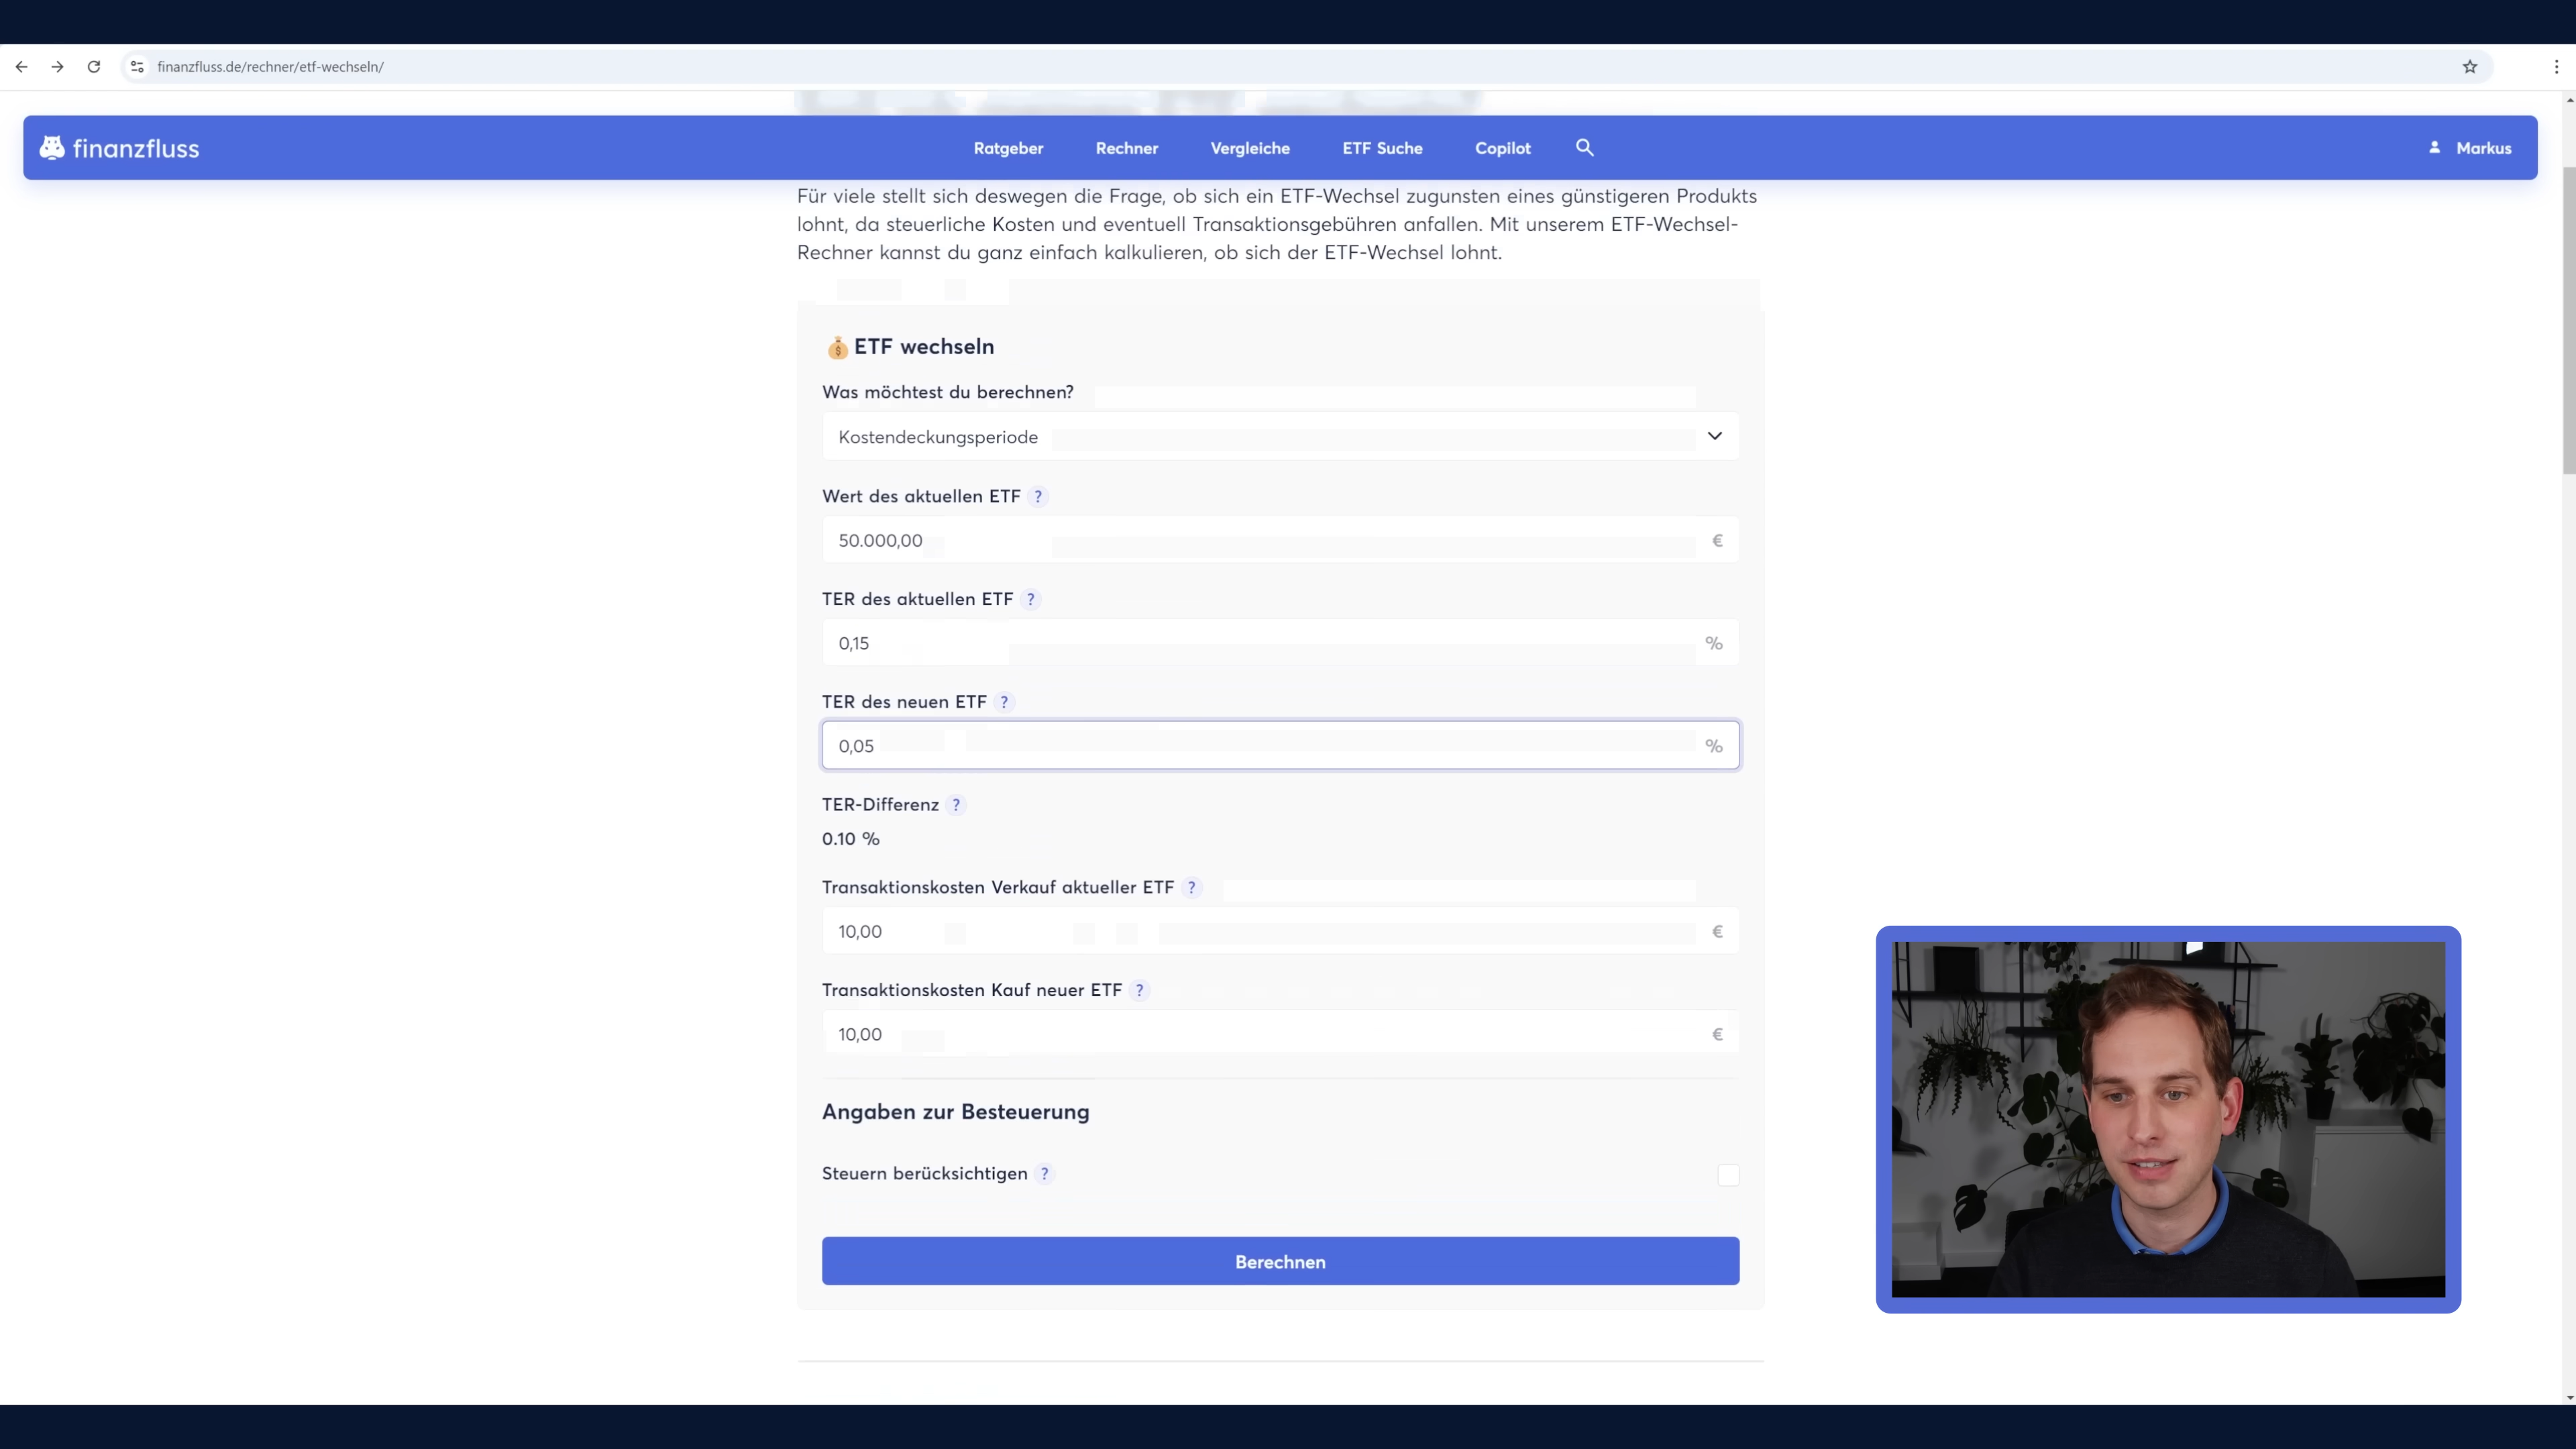 finanzfluss.de/rechner/etf-wechseln/
finanzfluss
Ratgeber
Rechner
Vergleiche
ETF Suche
Copilot
Markus
Für viele stellt sich deswegen die Frage, ob sich ein ETF-Wechsel zugunsten eines günstigeren Produkts
lohnt, da steuerliche Kosten und eventuell Transaktionsgebühren anfallen. Mit unserem ETF-Wechsel-
Rechner kannst du ganz einfach kalkulieren, ob sich der ETF-Wechsel lohnt.
ETF wechseln
Was möchtest du berechnen?
Kostendeckungsperiode
Wert des aktuellen ETF ?
50.000,00 €
TER des aktuellen ETF ?
0,15 %
TER des neuen ETF ?
0,05 %
TER-Differenz ?
0.10 %
Transaktionskosten Verkauf aktueller ETF ?
10,00 €
Transaktionskosten Kauf neuer ETF ?
10,00 €
Angaben zur Besteuerung
Steuern berücksichtigen ?
Berechnen